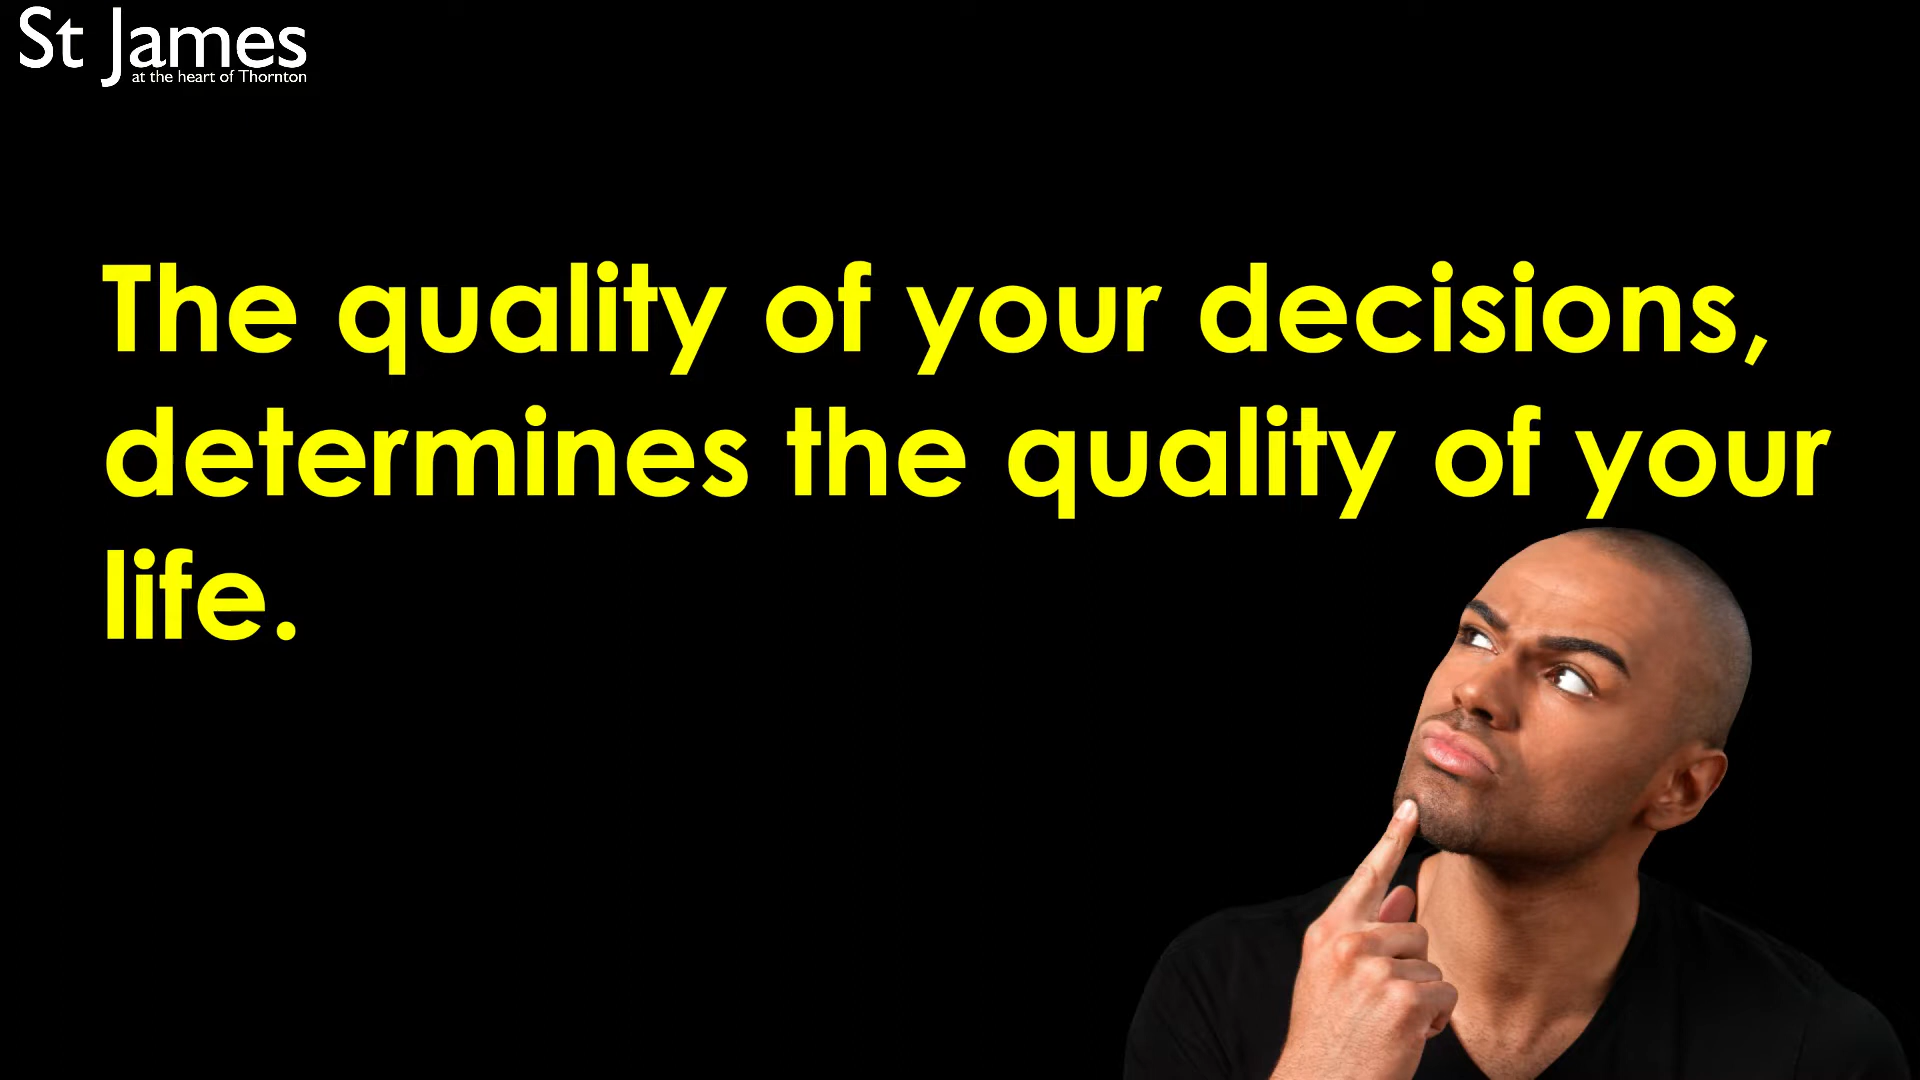 St James
at the heart of Thornton
The quality of your decisions,
determines the quality of your
life.